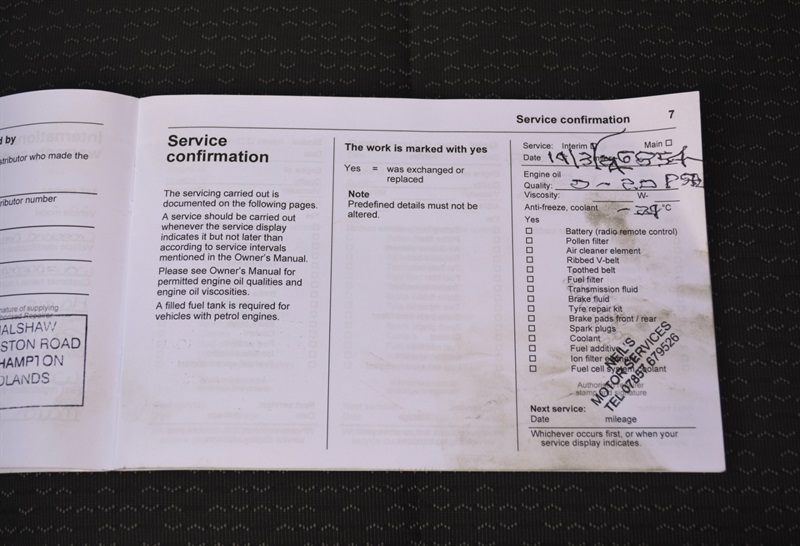 d by
stributor who made the
ributor number
nature of supplying
ALSHAW
STON ROAD
HAMPTON
DLANDS
Service
confirmation
The servicing carried out is
documented on the following pages.
A service should be carried out
whenever the service display
indicates it but not later than
according to service intervals
mentioned in the Owner's Manual.
Please see Owner's Manual for
permitted engine oil qualities and
engine oil viscosities.
A filled fuel tank is required for
vehicles with petrol engines.
The work is marked with yes
Yes = was exchanged or
replaced
Note
Predefined details must not be
altered.
Service confirmation 7
Service: Interim Main
Date
Engine oil
Quality:
Viscosity: W-
Anti-freeze, coolant °C
Yes
Battery (radio remote control)
Pollen filter
Air cleaner element
Ribbed V-belt
Toothed belt
Fuel filter
Transmission fluid
Brake fluid
Tyre repair kit
Brake pads front / rear
Spark plugs
Coolant
Fuel additive
Ion filter
Fuel cell system coolant
NEIL'S
MOTOR SERVICES
TEL 07857 679526
Next service:
Date mileage
Whichever occurs first, or when your
service display indicates.